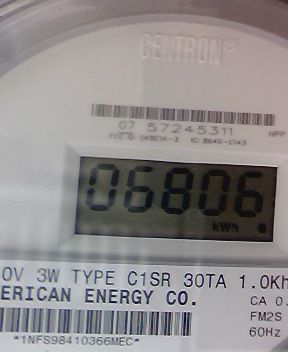 CENTRON®
07 57245311
HPP
06806
kWh
0V 3W TYPE C1SR 30TA 1.0Kh
ERICAN ENERGY CO.
CA 0.
FM2S
60Hz
*1NFS98410366MEC*